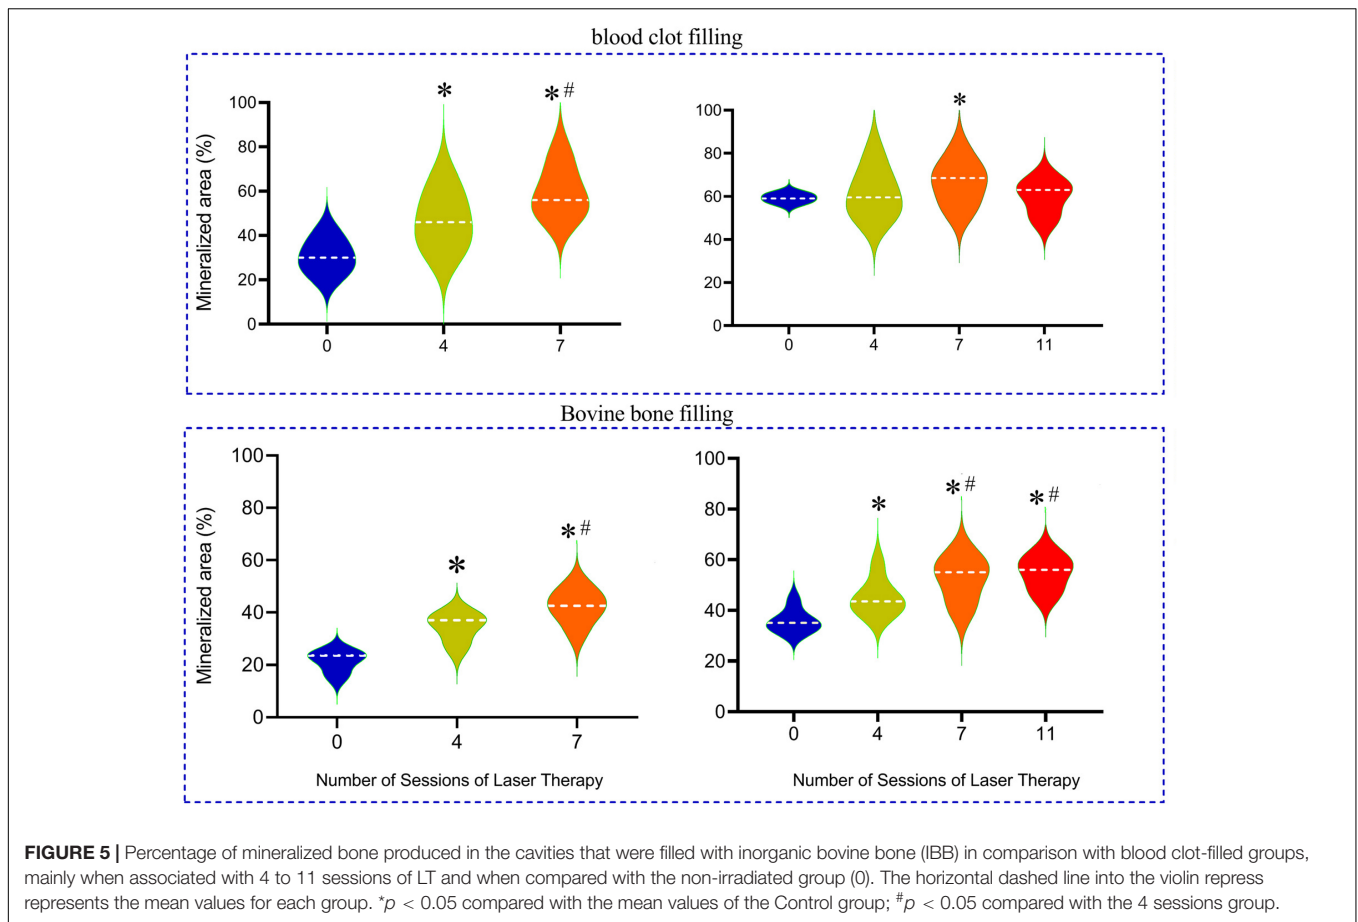 blood clot filling
* * #
100
80
60
40
20
0
Mineralized area (%)
0 4 7
*
100
80
60
40
20
0
0 4 7 11
Bovine bone filling
* * #
100
80
60
40
20
0
Mineralized area (%)
0 4 7
Number of Sessions of Laser Therapy
* * # * #
100
80
60
40
20
0
0 4 7 11
Number of Sessions of Laser Therapy
FIGURE 5 | Percentage of mineralized bone produced in the cavities that were filled with inorganic bovine bone (IBB) in comparison with blood clot-filled groups,
mainly when associated with 4 to 11 sessions of LT and when compared with the non-irradiated group (0). The horizontal dashed line into the violin repress
represents the mean values for each group. *p < 0.05 compared with the mean values of the Control group; #p < 0.05 compared with the 4 sessions group.